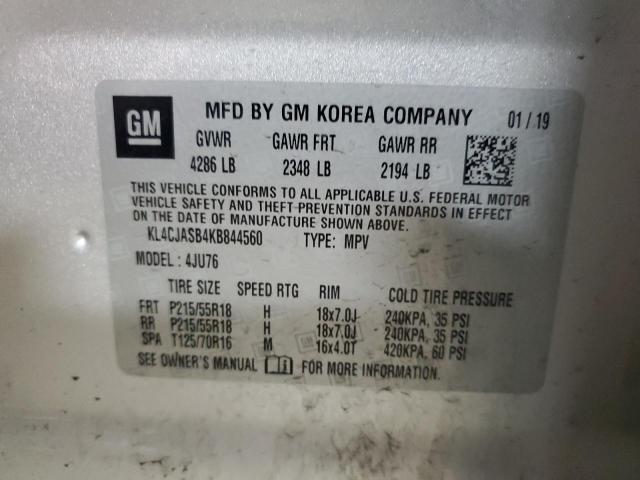 GM MFD BY GM KOREA COMPANY 01/19
GVWR GAWR FRT GAWR RR
4286 LB 2348 LB 2194 LB
THIS VEHICLE CONFORMS TO ALL APPLICABLE U.S. FEDERAL MOTOR
VEHICLE SAFETY AND THEFT PREVENTION STANDARDS IN EFFECT
ON THE DATE OF MANUFACTURE SHOWN ABOVE.
KL4CJASB4KB844560 TYPE: MPV
MODEL: 4JU76
TIRE SIZE SPEED RTG RIM COLD TIRE PRESSURE
FRT P215/55R18 H 18x7.0J 240KPA, 35 PSI
RR P215/55R18 H 18x7.0J 240KPA, 35 PSI
SPA T125/70R16 M 16x4.0T 420KPA, 60 PSI
SEE OWNER'S MANUAL FOR MORE INFORMATION.